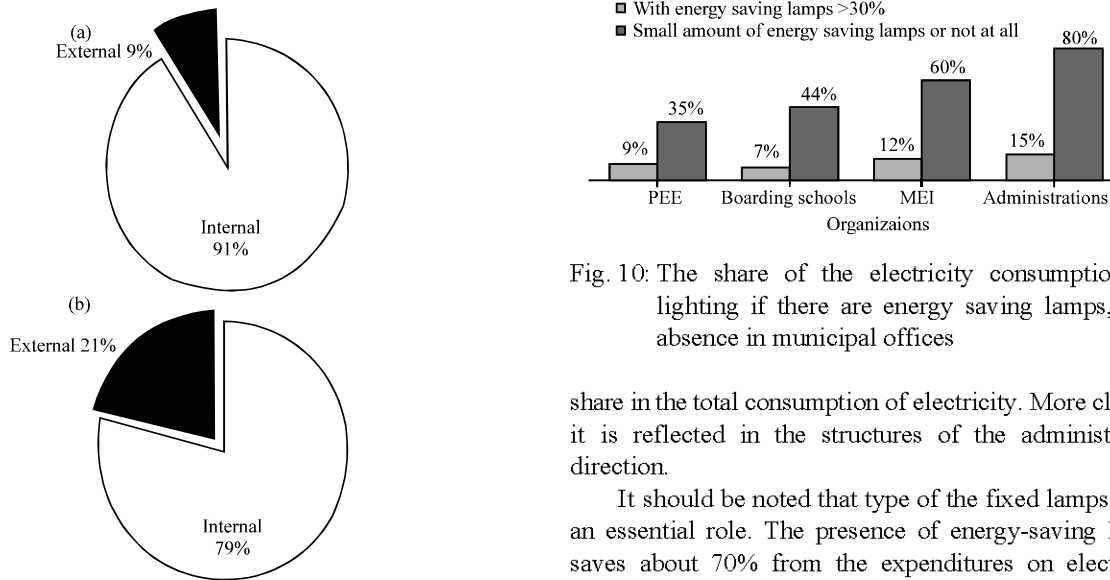 (a)
External 9%
Internal
91%
(b)
External 21%
Internal
79%
With energy saving lamps >30%
Small amount of energy saving lamps or not at all
9%
35%
7%
44%
12%
60%
15%
80%
PEE
Boarding schools
MEI
Administrations
Organizaions
Fig. 10: The share of the electricity consumptio
lighting if there are energy saving lamps,
absence in municipal offices
share in the total consumption of electricity. More cl
it is reflected in the structures of the administ
direction.
It should be noted that type of the fixed lamps
an essential role. The presence of energy-saving
saves about 70% from the expenditures on elect